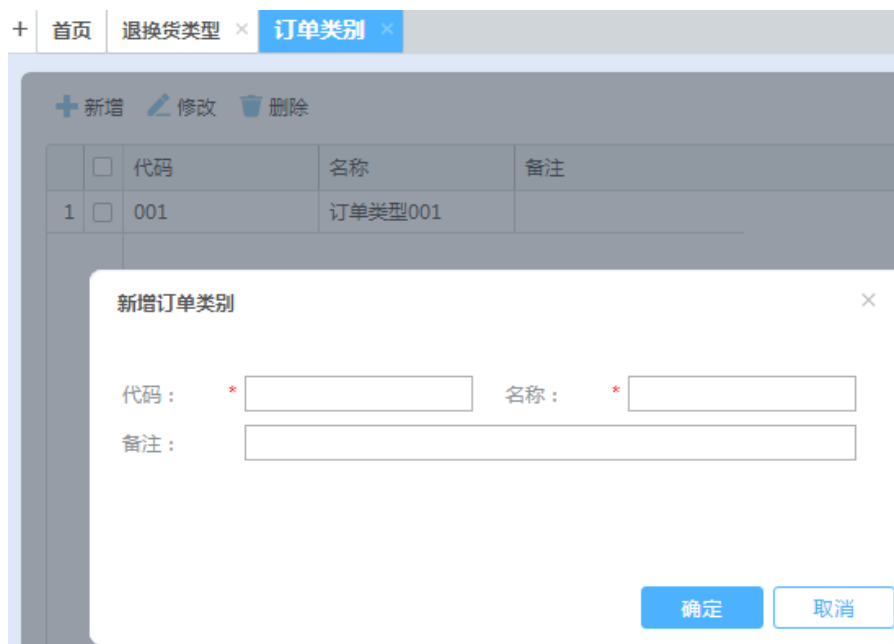 + 首页 退换货类型 × 订单类别 ×
新增 修改 删除
代码 名称 备注
1 001 订单类型001
新增订单类别 ×
代码： * 名称： *
备注：
确定 取消